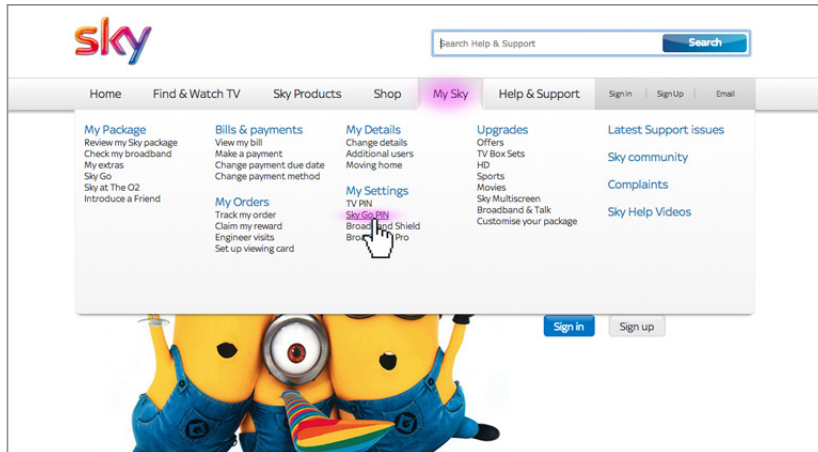 sky
Search Help & Support
Search
Home
Find & Watch TV
Sky Products
Shop
My Sky
Help & Support
Sign In
Sign Up
Email
My Package
Review my Sky package
Check my broadband
My extras
Sky Go
Sky at The O2
Introduce a Friend
Bills & payments
View my bill
Make a payment
Change payment due date
Change payment method
My Orders
Track my order
Claim my reward
Engineer visits
Set up viewing card
My Details
Change details
Additional users
Moving home
My Settings
TV PIN
Sky Go PIN
Broadband Shield
Pro
Upgrades
Offers
TV Box Sets
HD
Sports
Movies
Sky Multiscreen
Broadband & Talk
Customise your package
Latest Support issues
Sky community
Complaints
Sky Help Videos
Sign in
Sign up